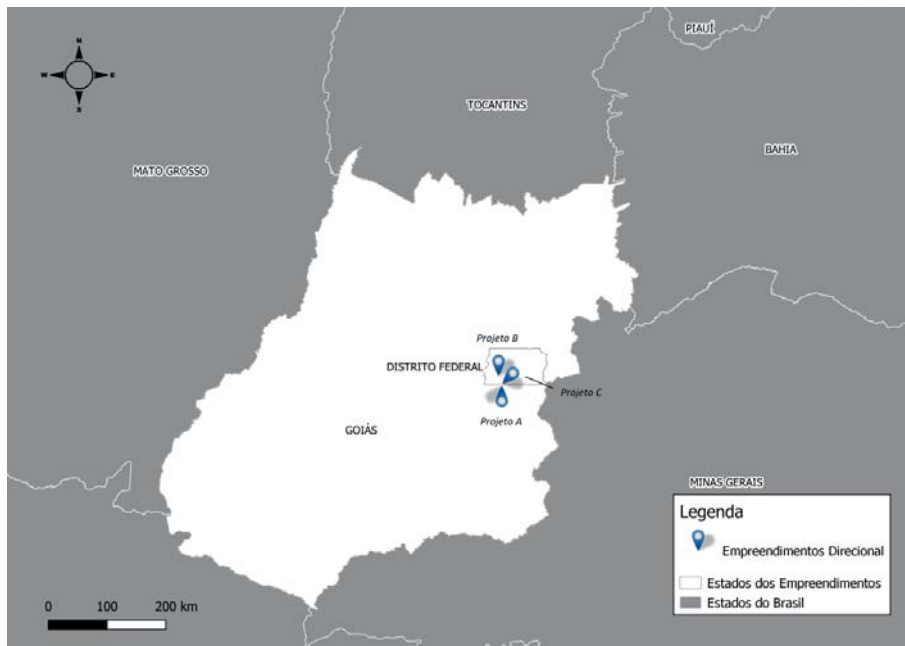 PIAUÍ
N
W E
S
TOCANTINS
BAHIA
MATO GROSSO
Projeto B
DISTRITO FEDERAL
Projeto C
Projeto A
GOIÁS
MINAS GERAIS
Legenda
Empreendimentos Direcional
Estados dos Empreendimentos
Estados do Brasil
0 100 200 km